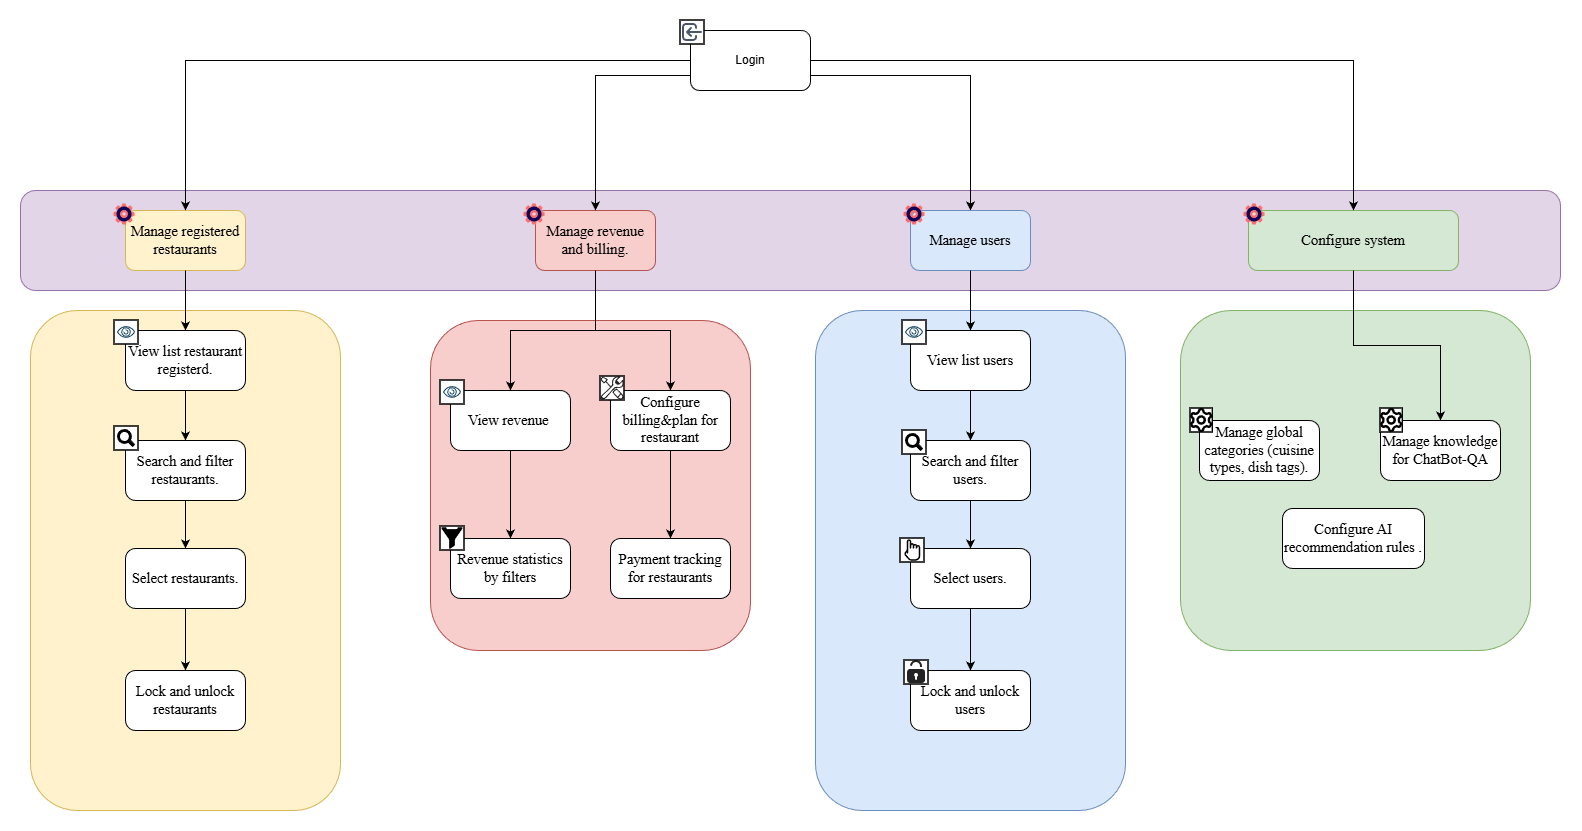 Login
Manage registered
restaurants
Manage revenue
and billing.
Manage users
Configure system
View list restaurant
registerd.
Search and filter
restaurants.
Select restaurants.
Lock and unlock
restaurants
View revenue
Configure
billing&plan for
restaurant
Revenue statistics
by filters
Payment tracking
for restaurants
View list users
Search and filter
users.
Select users.
Lock and unlock
users
Manage global
categories (cuisine
types, dish tags).
Manage knowledge
for ChatBot-QA
Configure AI
recommendation rules .